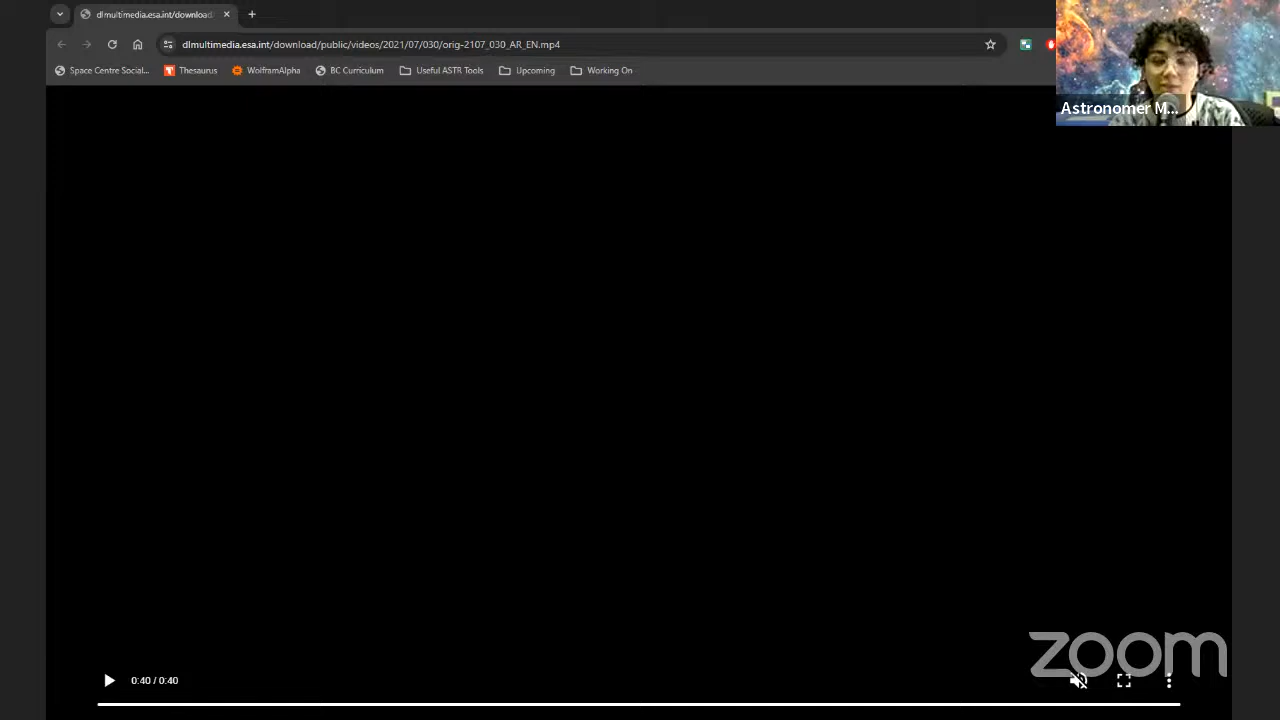 dlmultimedia.esa.int/download
dlmultimedia.esa.int/download/public/videos/2021/07/030/orig-2107_030_AR_EN.mp4
Space Centre Social... Thesaurus WolframAlpha BC Curriculum Useful ASTR Tools Upcoming Working On
Astronomer M...
zoom
0:40 / 0:40